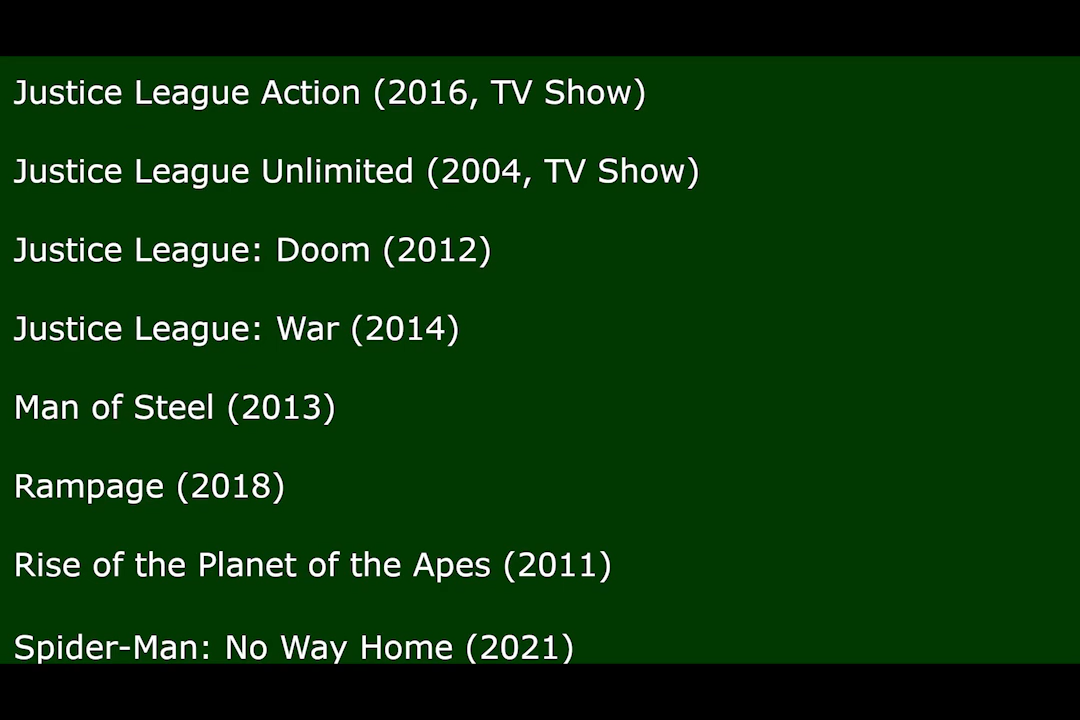 Justice League Action (2016, TV Show)
Justice League Unlimited (2004, TV Show)
Justice League: Doom (2012)
Justice League: War (2014)
Man of Steel (2013)
Rampage (2018)
Rise of the Planet of the Apes (2011)
Spider-Man: No Way Home (2021)